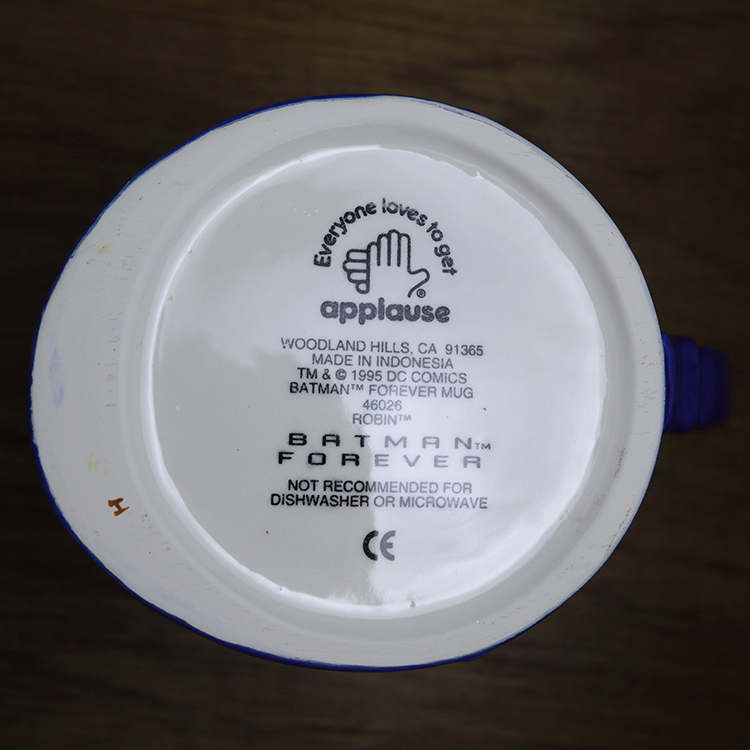 Everyone loves to get
®
applause
WOODLAND HILLS, CA 91365
MADE IN INDONESIA
TM & © 1995 DC COMICS
BATMAN™ FOREVER MUG
46026
ROBIN™
BATMAN™
FOREVER
NOT RECOMMENDED FOR
DISHWASHER OR MICROWAVE
CE
H